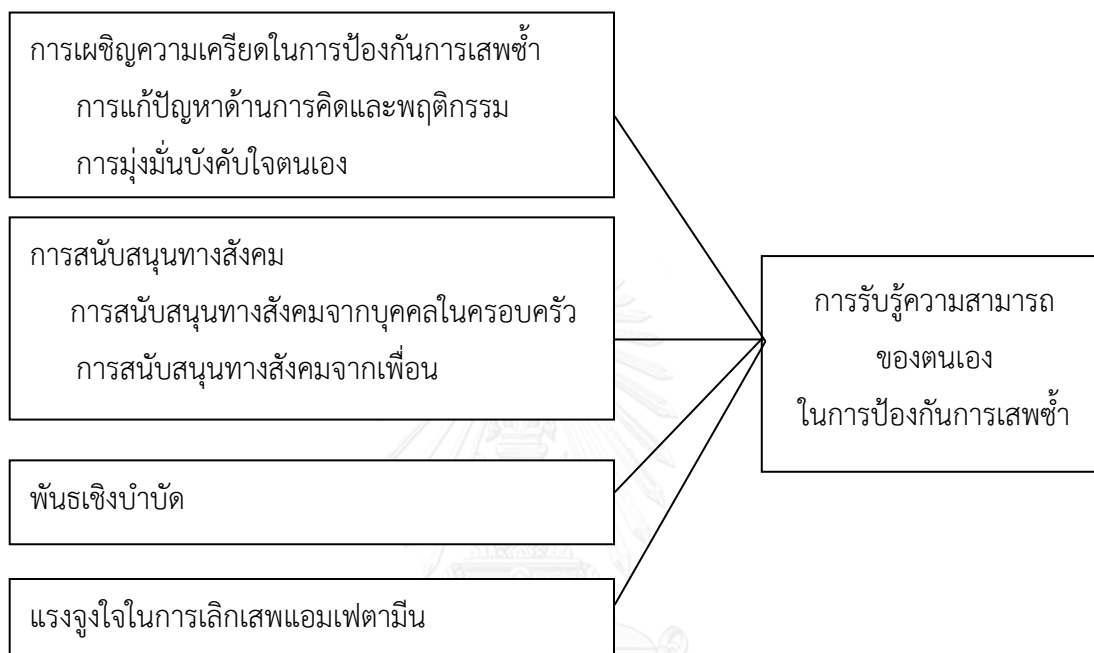 การเผชิญความเครียดในการป้องกันการเสพซ้ำ
การแก้ปัญหาด้านการคิดและพฤติกรรม
การมุ่งมั่นบังคับใจตนเอง
การสนับสนุนทางสังคม
การสนับสนุนทางสังคมจากบุคคลในครอบครัว
การสนับสนุนทางสังคมจากเพื่อน
พันธเชิงบำบัด
แรงจูงใจในการเลิกเสพแอมเฟตามีน
การรับรู้ความสามารถ
ของตนเอง
ในการป้องกันการเสพซ้ำ